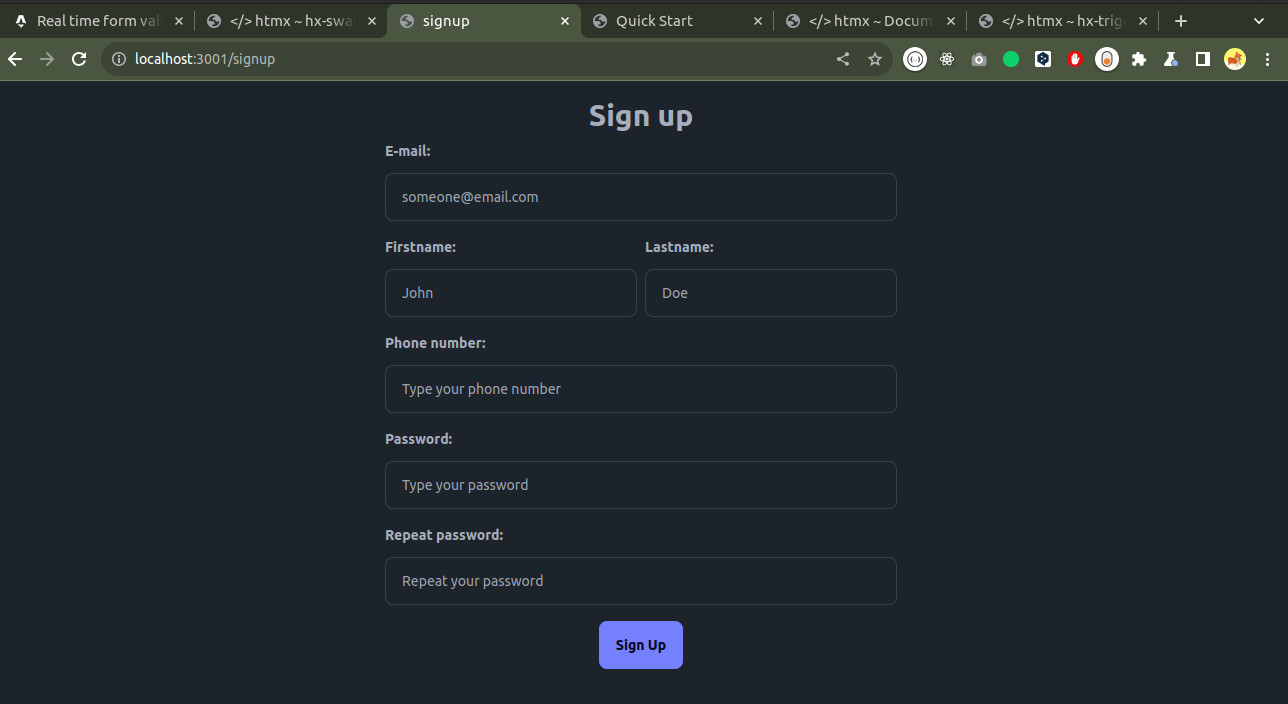 Real time form val
</> htmx ~ hx-swa
signup
Quick Start
</> htmx ~ Docum
</> htmx ~ hx-trig
localhost:3001/signup
Sign up
E-mail:
someone@email.com
Firstname: Lastname:
John Doe
Phone number:
Type your phone number
Password:
Type your password
Repeat password:
Repeat your password
Sign Up